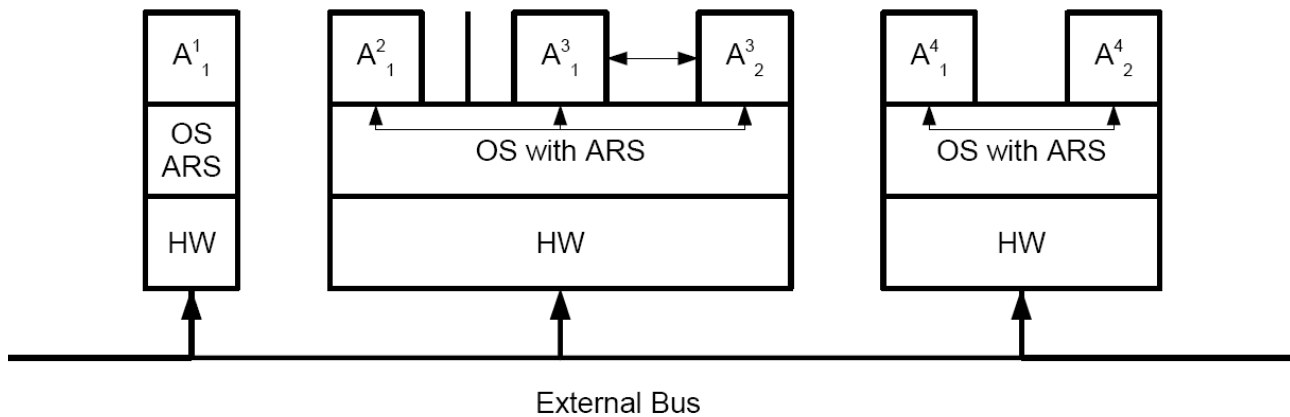 A¹₁
A²₁
A³₁
A³₂
A⁴₁
A⁴₂
OS
ARS
OS with ARS
OS with ARS
HW
HW
HW
External Bus